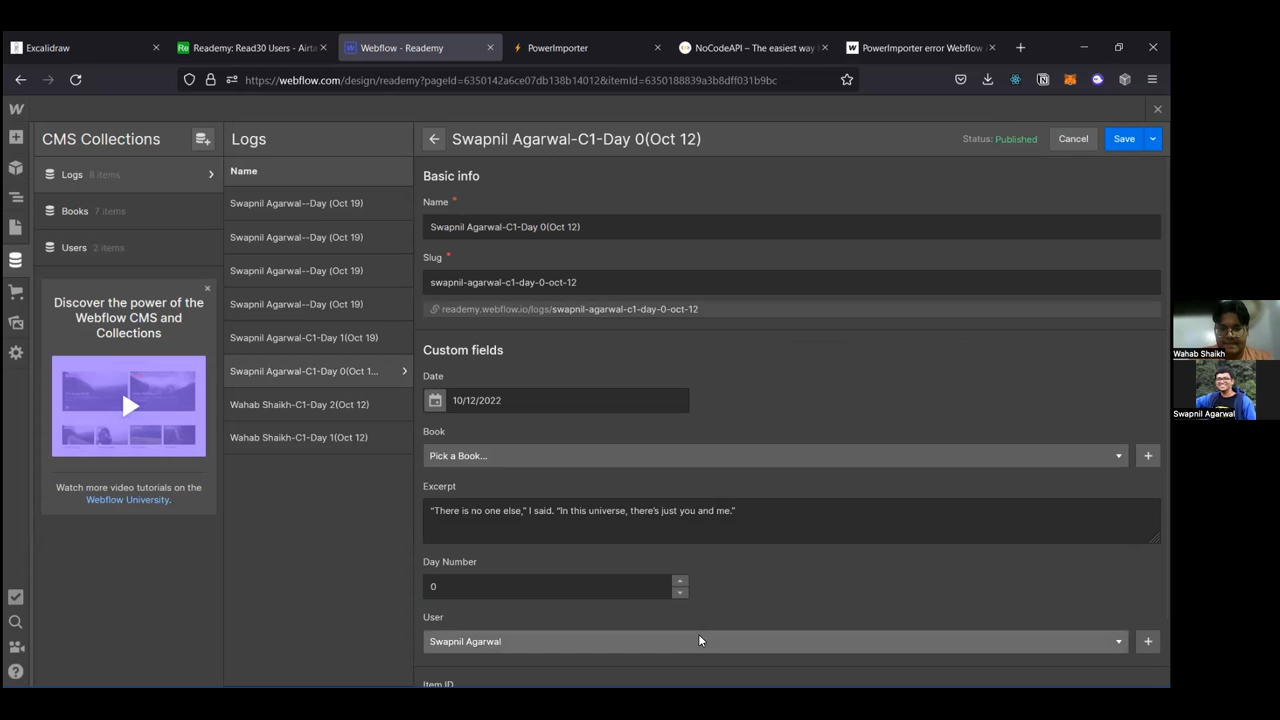 Excalidraw
Reademy: Read30 Users - Airta
Webflow - Reademy
PowerImporter
NoCodeAPI – The easiest way t
PowerImporter error Webflow
https://webflow.com/design/reademy?pageId=6350142a6ce07db138b14012&itemId=6350188839a3b8dff031b9bc
CMS Collections
Logs
Swapnil Agarwal-C1-Day 0(Oct 12)
Status: Published
Cancel
Save
Logs 8 items
Books 7 items
Users 2 items
Discover the power of the
Webflow CMS and
Collections
Watch more video tutorials on the
Webflow University.
Name
Swapnil Agarwal--Day (Oct 19)
Swapnil Agarwal--Day (Oct 19)
Swapnil Agarwal--Day (Oct 19)
Swapnil Agarwal--Day (Oct 19)
Swapnil Agarwal-C1-Day 1(Oct 19)
Swapnil Agarwal-C1-Day 0(Oct 1...
Wahab Shaikh-C1-Day 2(Oct 12)
Wahab Shaikh-C1-Day 1(Oct 12)
Basic info
Name *
Swapnil Agarwal-C1-Day 0(Oct 12)
Slug *
swapnil-agarwal-c1-day-0-oct-12
readymy.webflow.io/logs/swapnil-agarwal-c1-day-0-oct-12
Custom fields
Date
10/12/2022
Book
Pick a Book...
Excerpt
“There is no one else,” I said. “In this universe, there’s just you and me.”
Day Number
0
User
Swapnil Agarwal
Item ID
Wahab Shaikh
Swapnil Agarwal